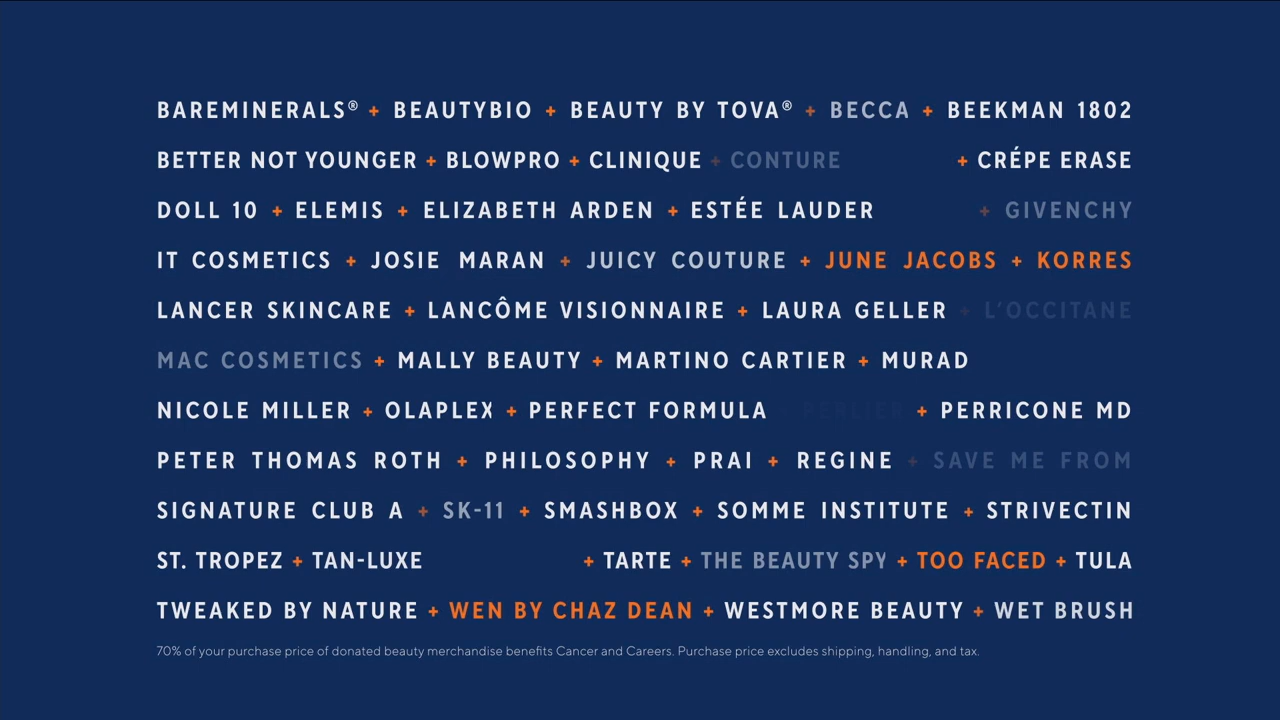 BAREMINERALS® + BEAUTYBIO + BEAUTY BY TOVA® + BECCA + BEEKMAN 1802
BETTER NOT YOUNGER + BLOWPRO + CLINIQUE + CONTURE + CRÉPE ERASE
DOLL 10 + ELEMIS + ELIZABETH ARDEN + ESTÉE LAUDER + GIVENCHY
IT COSMETICS + JOSIE MARAN + JUICY COUTURE + JUNE JACOBS + KORRES
LANCER SKINCARE + LANCÔME VISIONNAIRE + LAURA GELLER + L'OCCITANE
MAC COSMETICS + MALLY BEAUTY + MARTINO CARTIER + MURAD
NICOLE MILLER + OLAPLEX + PERFECT FORMULA + PERLIER + PERRICONE MD
PETER THOMAS ROTH + PHILOSOPHY + PRAI + REGINE + SAVE ME FROM
SIGNATURE CLUB A + SK-11 + SMASHBOX + SOMME INSTITUTE + STRIVECTIN
ST. TROPEZ + TAN-LUXE + TARTE + THE BEAUTY SPY + TOO FACED + TULA
TWEAKED BY NATURE + WEN BY CHAZ DEAN + WESTMORE BEAUTY + WET BRUSH
70% of your purchase price of donated beauty merchandise benefits Cancer and Careers. Purchase price excludes shipping, handling, and tax.